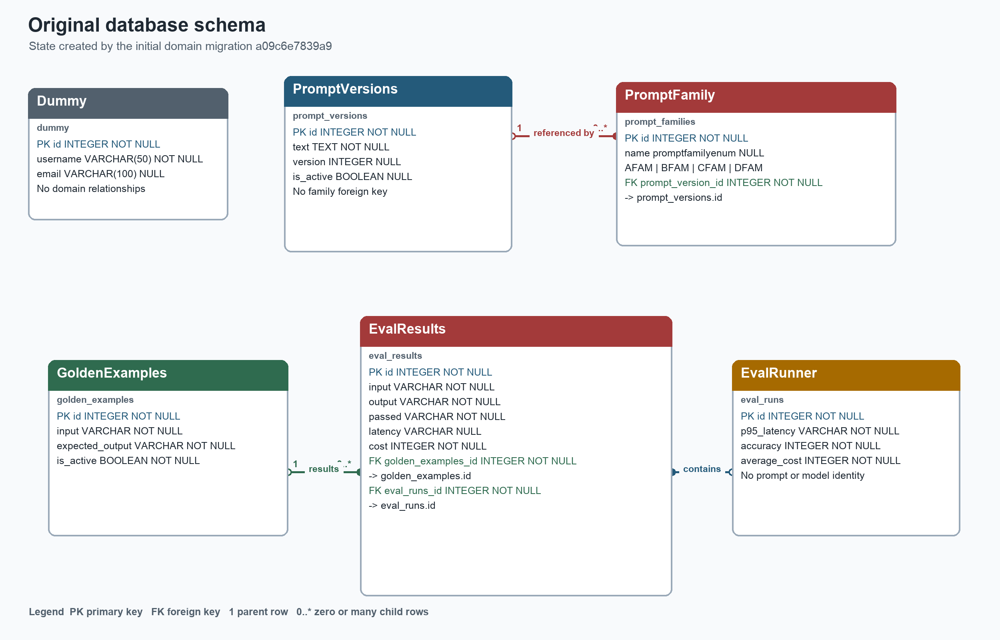 Original database schema
State created by the initial domain migration a09c6e7839a9
Dummy
dummy
PK id INTEGER NOT NULL
username VARCHAR(50) NOT NULL
email VARCHAR(100) NULL
No domain relationships
PromptVersions
prompt_versions
PK id INTEGER NOT NULL
text TEXT NOT NULL
version INTEGER NULL
is_active BOOLEAN NULL
No family foreign key
1
referenced by
PromptFamily
prompt_families
PK id INTEGER NOT NULL
name promptfamilyenum NULL
AFAM | BFAM | CFAM | DFAM
FK prompt_version_id INTEGER NOT NULL
-> prompt_versions.id
GoldenExamples
golden_examples
PK id INTEGER NOT NULL
input VARCHAR NOT NULL
expected_output VARCHAR NOT NULL
is_active BOOLEAN NOT NULL
1
results
EvalResults
eval_results
PK id INTEGER NOT NULL
input VARCHAR NOT NULL
output VARCHAR NOT NULL
passed VARCHAR NOT NULL
latency VARCHAR NULL
cost INTEGER NOT NULL
FK golden_examples_id INTEGER NOT NULL
-> golden_examples.id
FK eval_runs_id INTEGER NOT NULL
-> eval_runs.id
contains
EvalRunner
eval_runs
PK id INTEGER NOT NULL
p95_latency VARCHAR NOT NULL
accuracy INTEGER NOT NULL
average_cost INTEGER NOT NULL
No prompt or model identity
Legend PK primary key FK foreign key 1 parent row 0..* zero or many child rows